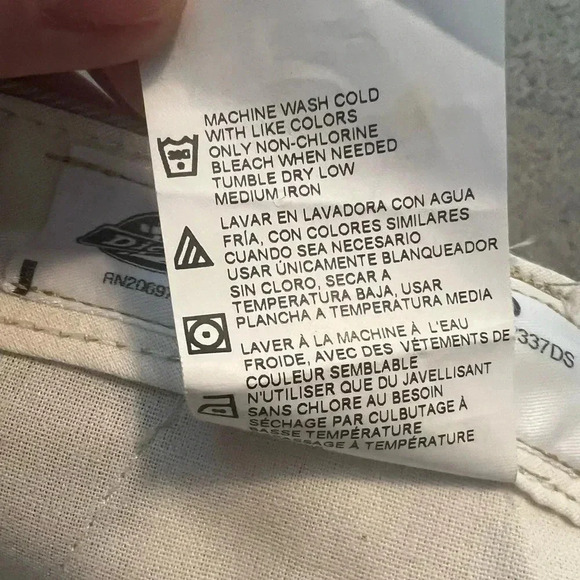 MACHINE WASH COLD
WITH LIKE COLORS
ONLY NON-CHLORINE
BLEACH WHEN NEEDED
TUMBLE DRY LOW
MEDIUM IRON
LAVAR EN LAVADORA CON AGUA
FRÍA, CON COLORES SIMILARES
CUANDO SEA NECESARIO
USAR ÚNICAMENTE BLANQUEADOR
SIN CLORO, SECAR A
TEMPERATURA BAJA, USAR
PLANCHA A TEMPERATURA MEDIA
LAVER À LA MACHINE À L'EAU
FROIDE, AVEC DES VÊTEMENTS DE
COULEUR SEMBLABLE
N'UTILISER QUE DU JAVELLISANT
SANS CHLORE AU BESOIN
SÉCHAGE PAR CULBUTAGE À
BASSE TEMPÉRATURE
À TEMPÉRATURE
DIC
RN2069
337DS